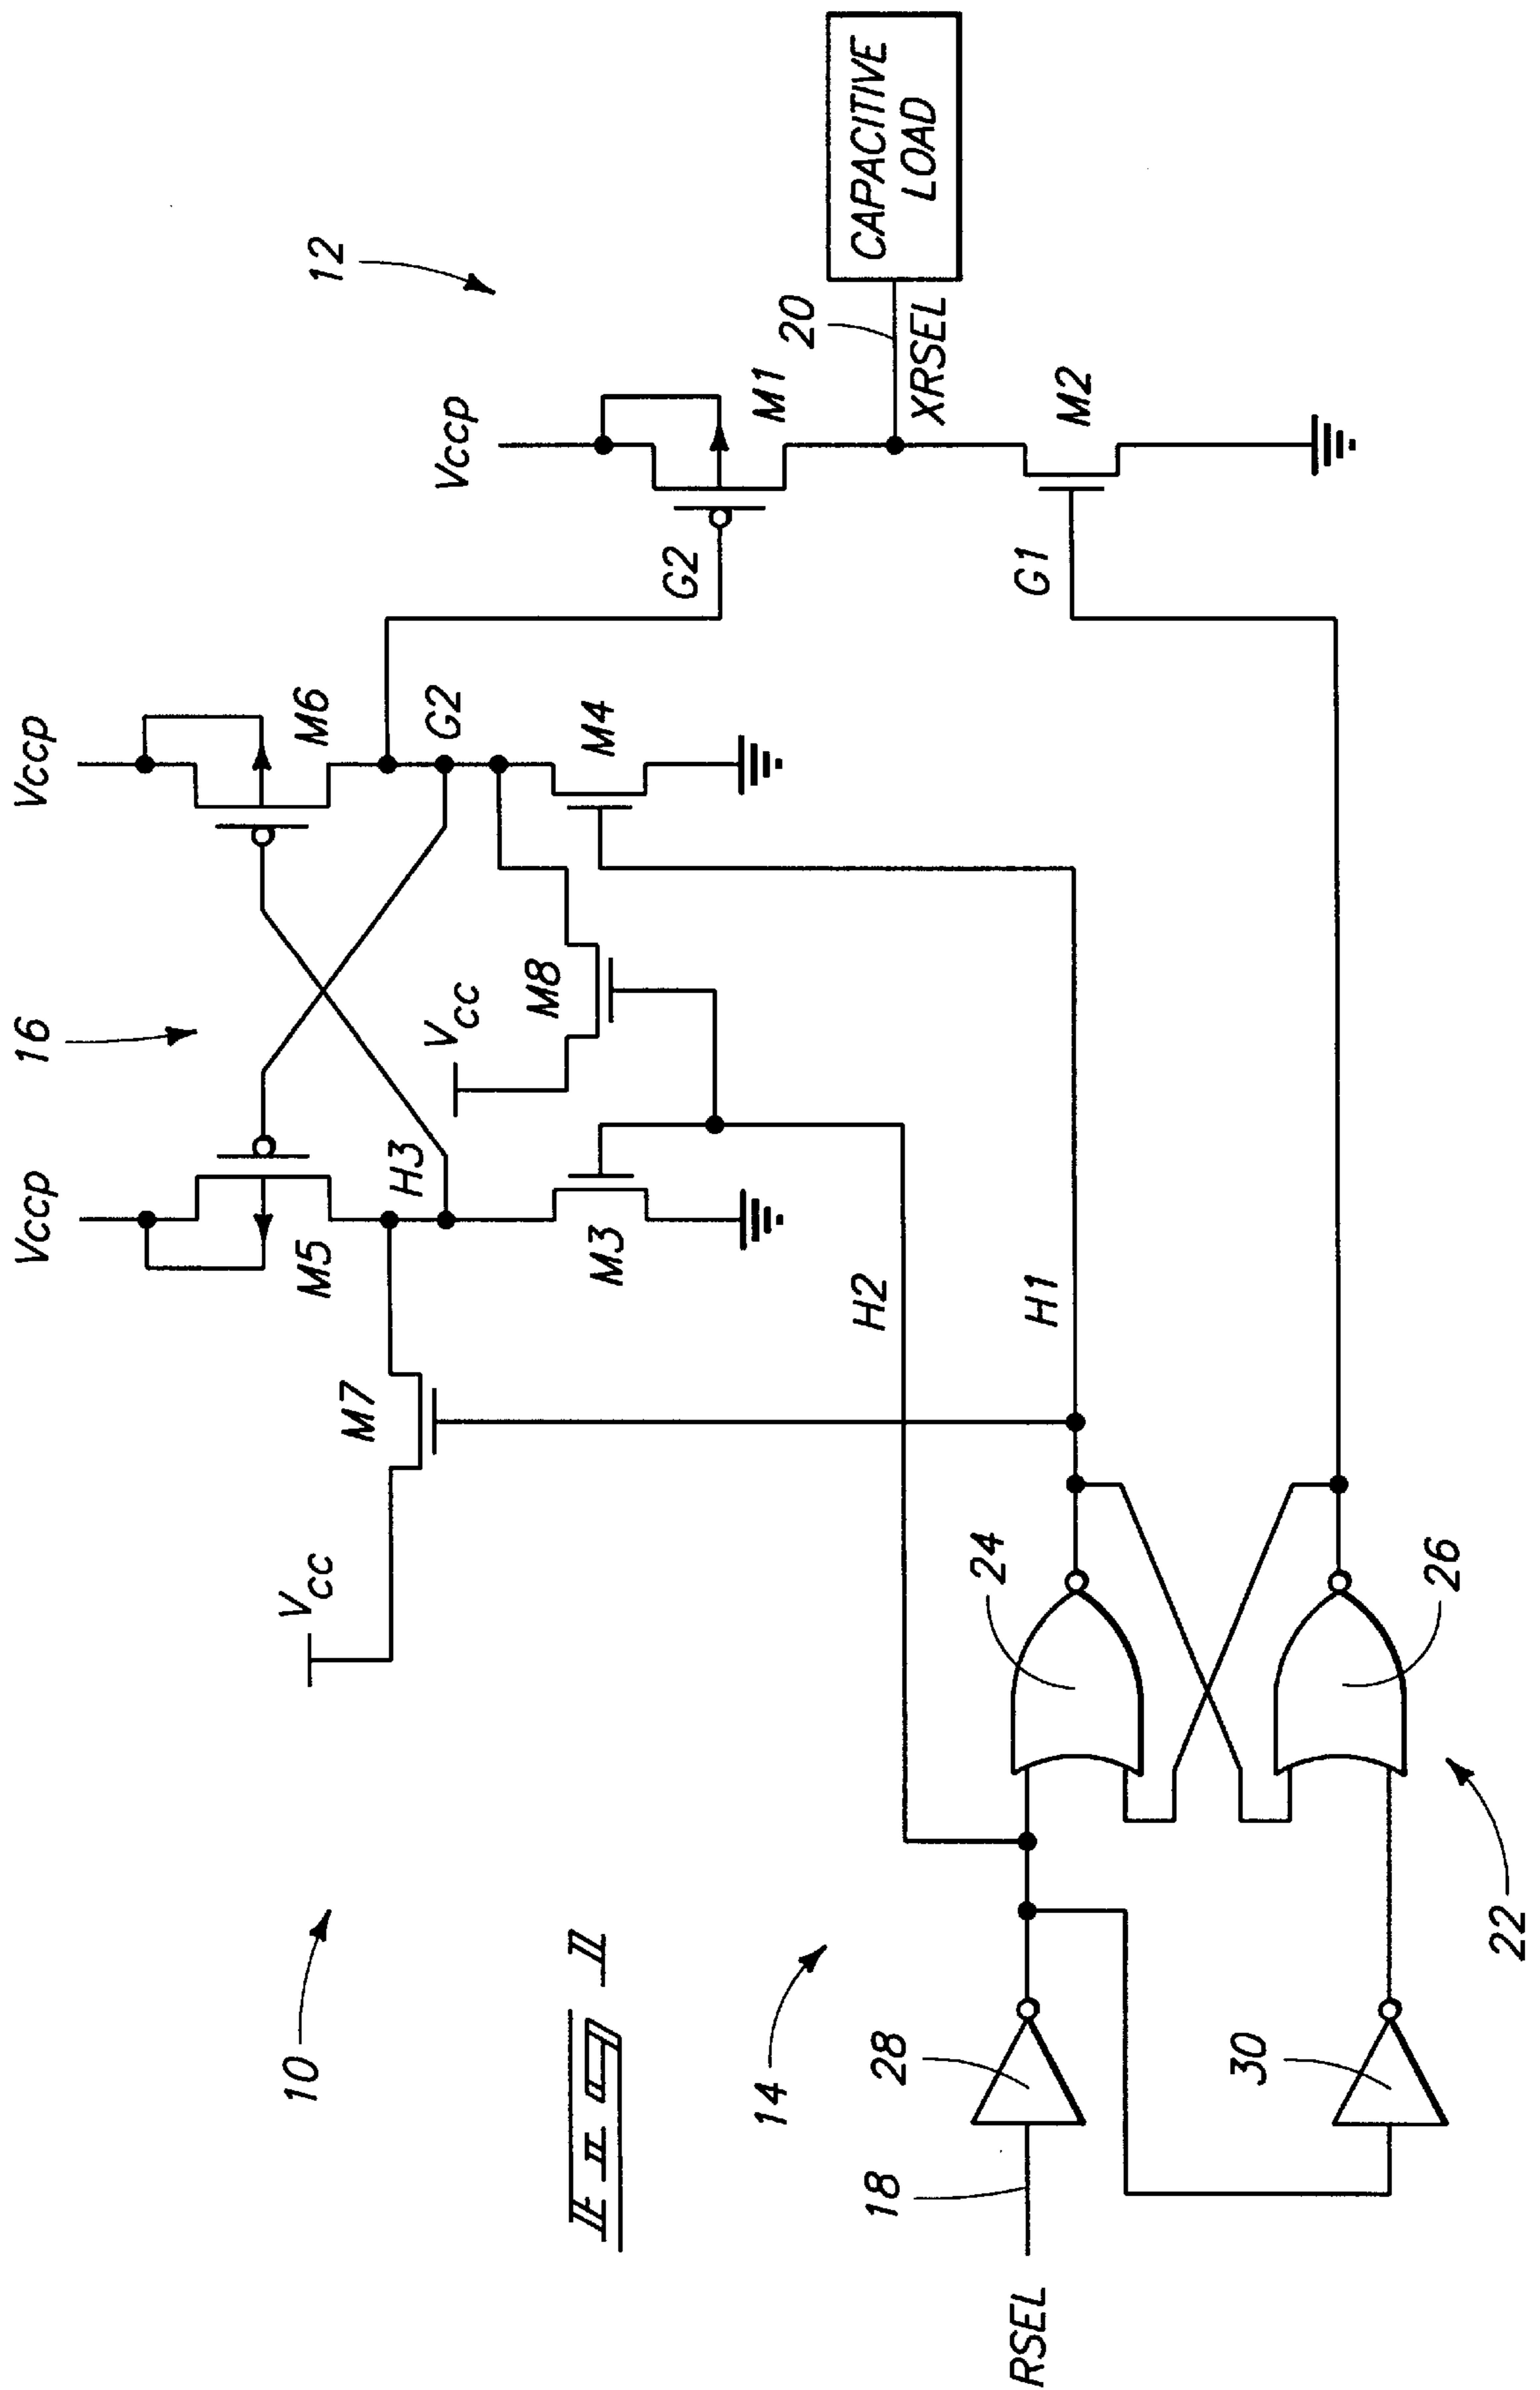 Vccp
Vccp
16
M5
M6
12
10
Vcc
M7
H3
G2
Vcc
M8
M3
M4
Vccp
G2
M1
20
CAPACITIVE
LOAD
XRSEL
14
28
H2
18
RSEL
24
H1
G1
M2
30
26
22